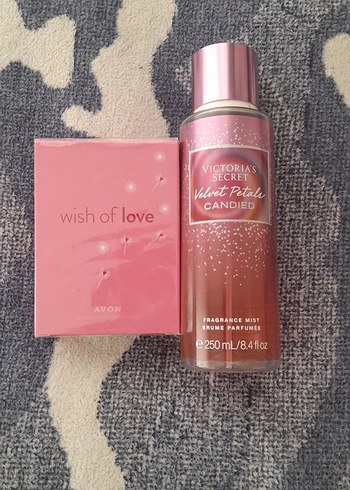 wish of love
AVON
VICTORIA'S
SECRET
Velvet Petals
CANDIED
FRAGRANCE MIST
BRUME PARFUMÉE
℮ 250 mL/8.4 fl oz